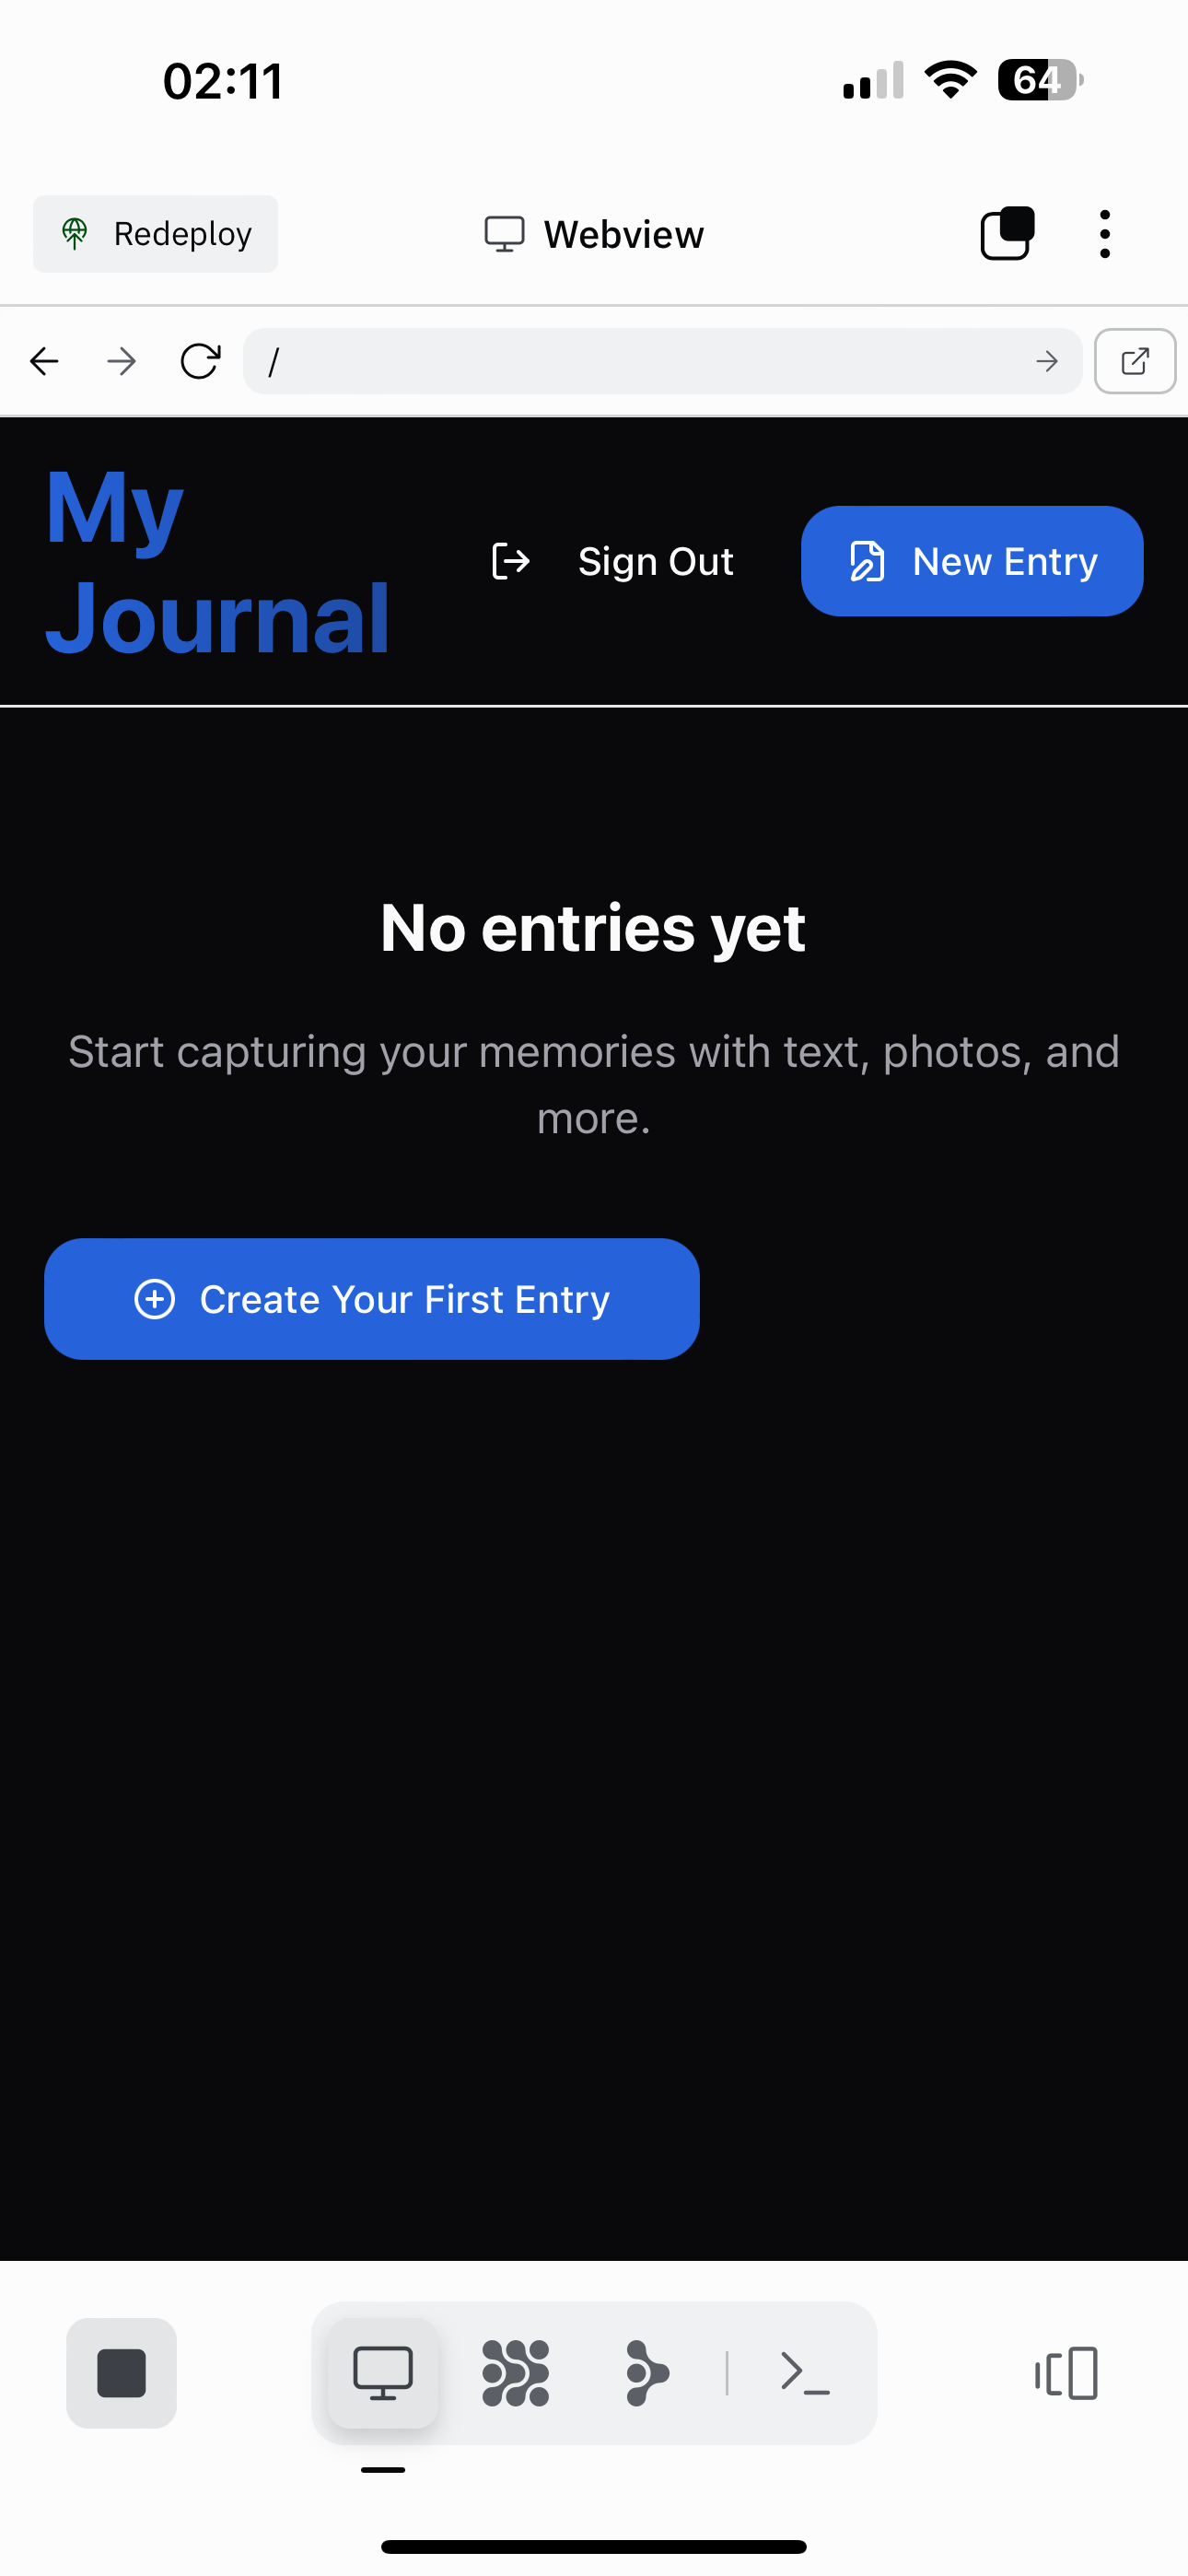 02:11
64
Redeploy
Webview
/
My
Journal
Sign Out
New Entry
No entries yet
Start capturing your memories with text, photos, and
more.
Create Your First Entry